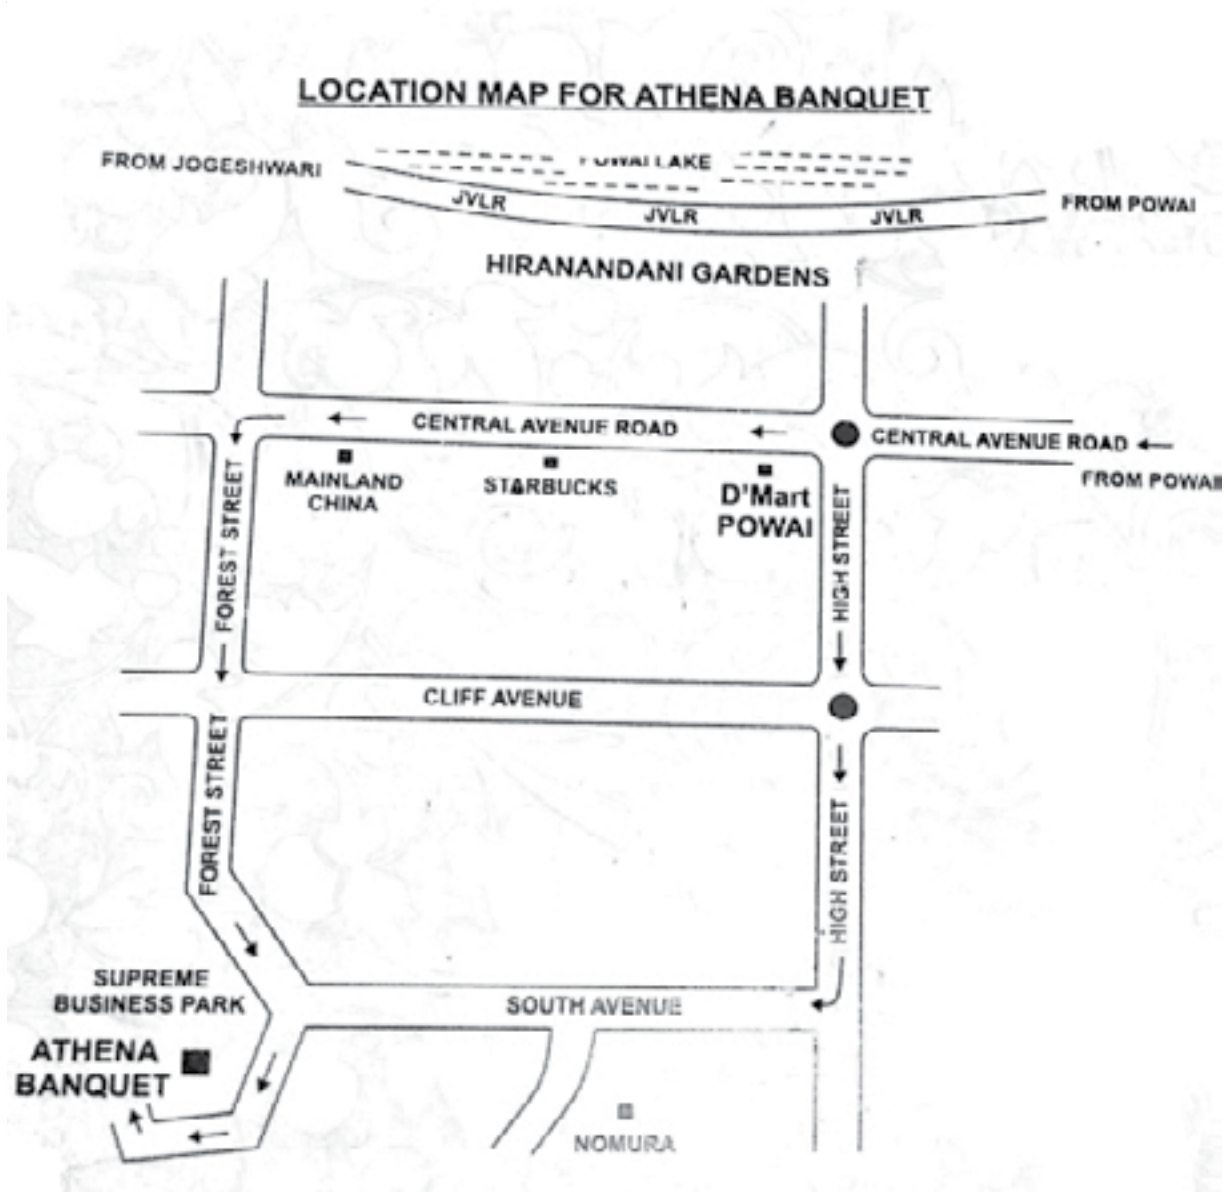 LOCATION MAP FOR ATHENA BANQUET
FROM JOGESHWARI
POWAI LAKE
JVLR
JVLR
JVLR
FROM POWAI
HIRANANDANI GARDENS
CENTRAL AVENUE ROAD
CENTRAL AVENUE ROAD
FROM POWAII
MAINLAND
CHINA
STARBUCKS
D'Mart
POWAI
FOREST STREET
HIGH STREET
CLIFF AVENUE
FOREST STREET
HIGH STREET
SUPREME
BUSINESS PARK
SOUTH AVENUE
ATHENA
BANQUET
NOMURA